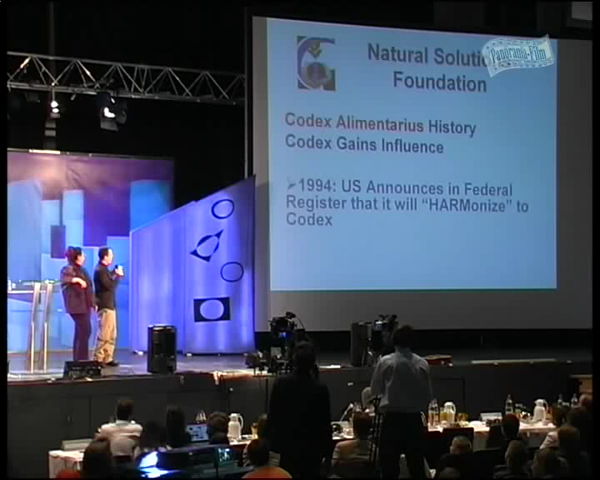 Natural Soluti
Foundation
Panorama-Film
Codex Alimentarius History
Codex Gains Influence
➢1994: US Announces in Federal
Register that it will “HARMonize” to
Codex